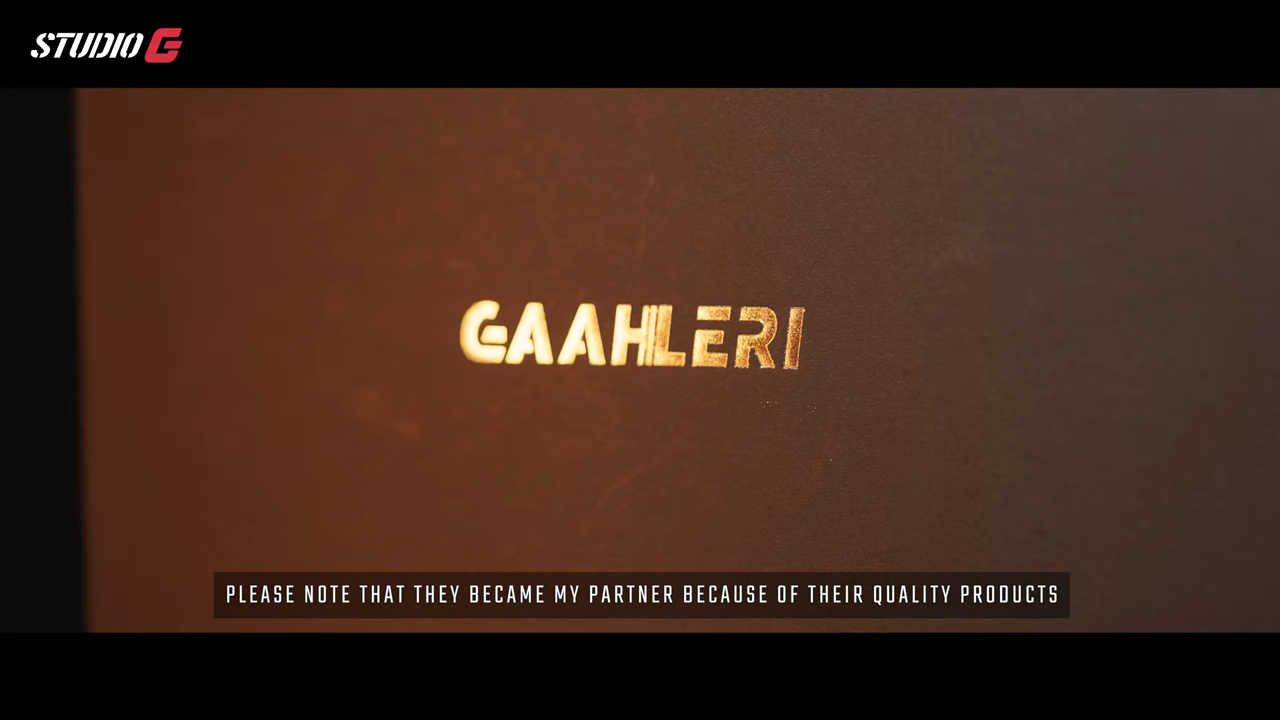 STUDIO G
GAAHLERI
PLEASE NOTE THAT THEY BECAME MY PARTNER BECAUSE OF THEIR QUALITY PRODUCTS